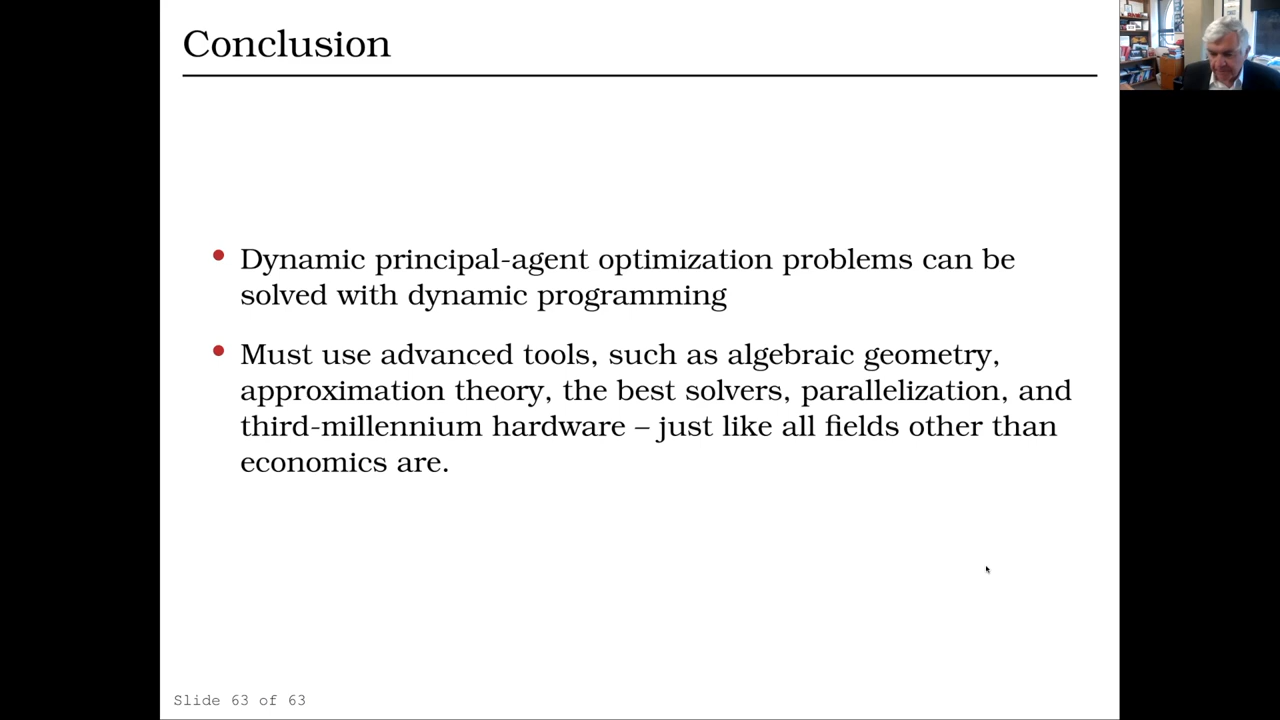 Conclusion
Dynamic principal-agent optimization problems can be
solved with dynamic programming
Must use advanced tools, such as algebraic geometry,
approximation theory, the best solvers, parallelization, and
third-millennium hardware – just like all fields other than
economics are.
Slide 63 of 63